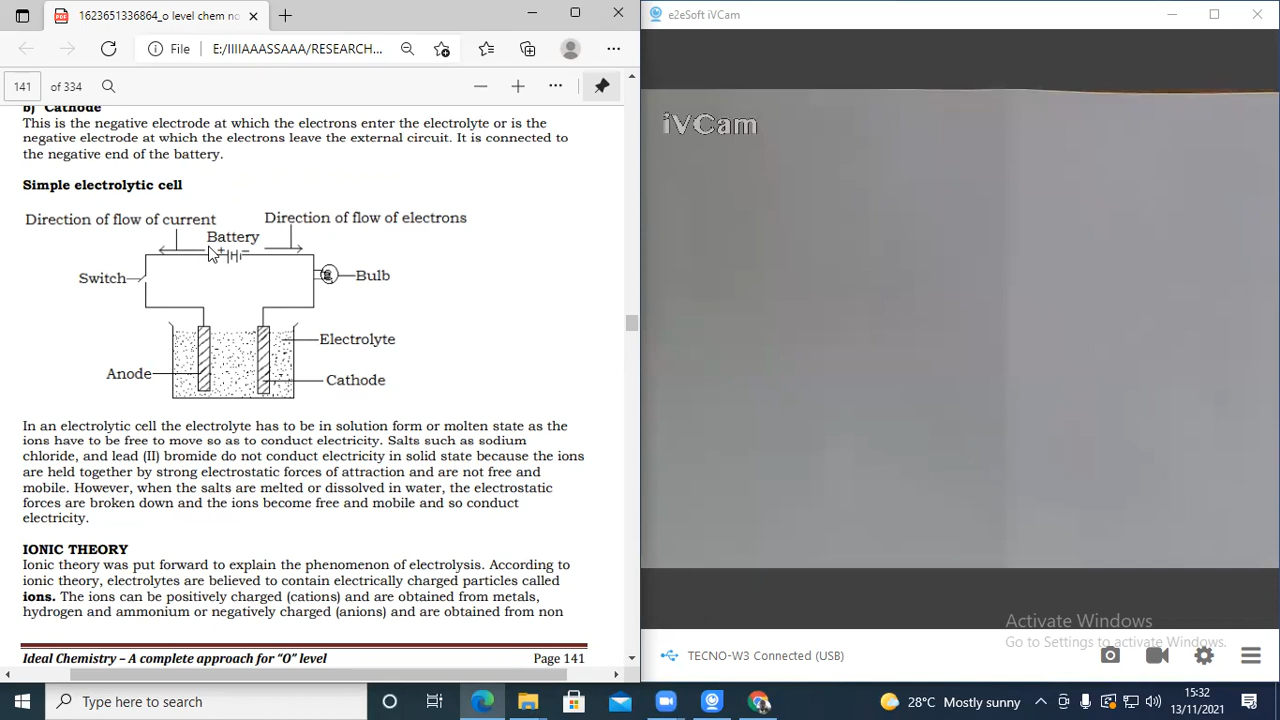 1623651336864_o level chem no
File
E:/IIIIAAASSAAA/RESEARCH...
141 of 334
b) Cathode
This is the negative electrode at which the electrons enter the electrolyte or is the
negative electrode at which the electrons leave the external circuit. It is connected to
the negative end of the battery.
Simple electrolytic cell
Direction of flow of current
Direction of flow of electrons
Battery
+ −
Switch
Bulb
Electrolyte
Anode
Cathode
In an electrolytic cell the electrolyte has to be in solution form or molten state as the
ions have to be free to move so as to conduct electricity. Salts such as sodium
chloride, and lead (II) bromide do not conduct electricity in solid state because the ions
are held together by strong electrostatic forces of attraction and are not free and
mobile. However, when the salts are melted or dissolved in water, the electrostatic
forces are broken down and the ions become free and mobile and so conduct
electricity.
IONIC THEORY
Ionic theory was put forward to explain the phenomenon of electrolysis. According to
ionic theory, electrolytes are believed to contain electrically charged particles called
ions. The ions can be positively charged (cations) and are obtained from metals,
hydrogen and ammonium or negatively charged (anions) and are obtained from non
Ideal Chemistry – A complete approach for "O" level
Page 141
e2eSoft iVCam
iVCam
Activate Windows
Go to Settings to activate Windows.
TECNO-W3 Connected (USB)
Type here to search
28°C Mostly sunny
15:32
13/11/2021